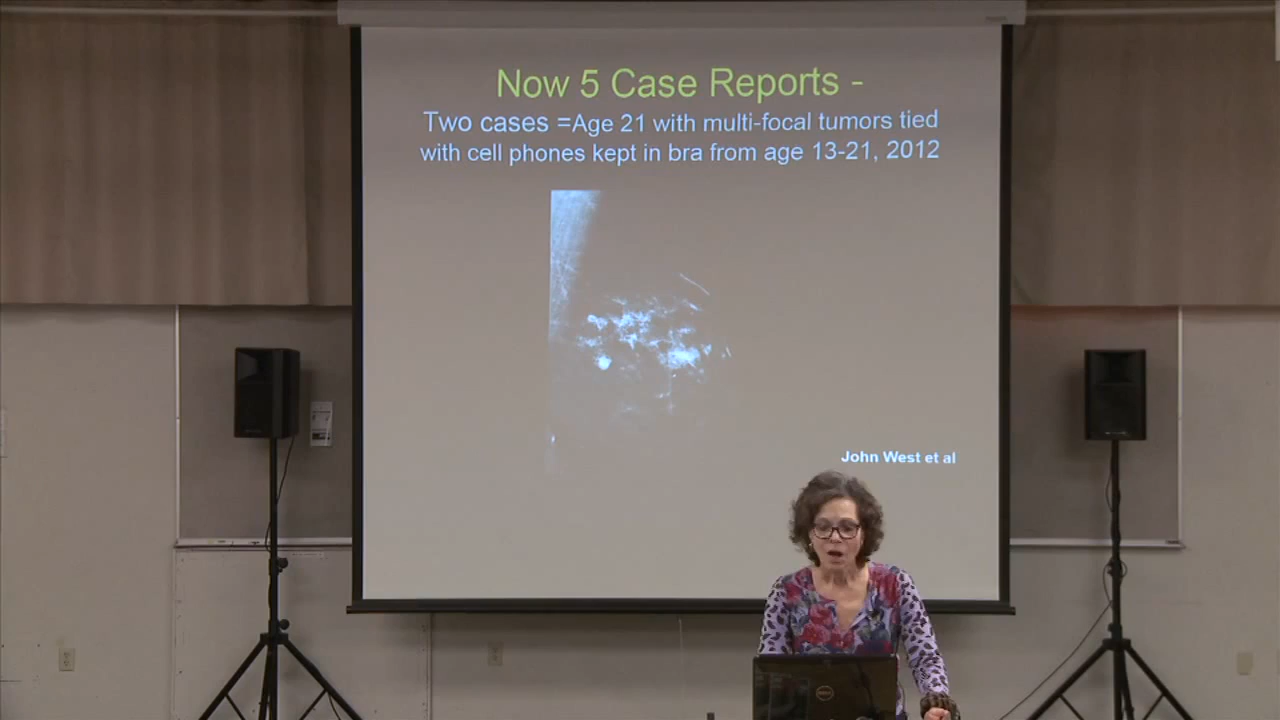 Now 5 Case Reports -
Two cases =Age 21 with multi-focal tumors tied
with cell phones kept in bra from age 13-21, 2012
John West et al
DELL